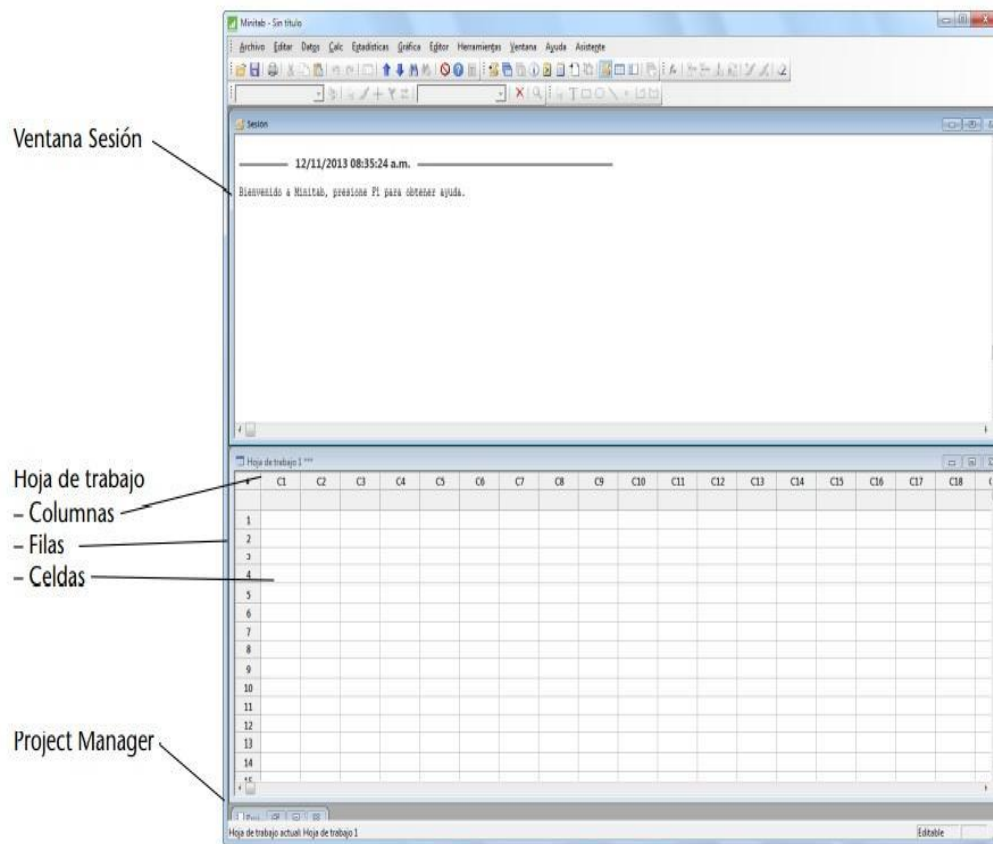 Minitab - Sin título
Archivo Editar Datos Calc Estadísticas Gráfica Editor Herramientas Ventana Ayuda Asistente
Ventana Sesión
Sesión
12/11/2013 08:35:24 a.m.
Bienvenido a Minitab, presione F1 para obtener ayuda.
Hoja de trabajo
– Columnas
– Filas
– Celdas
Hoja de trabajo 1 ***
C1 C2 C3 C4 C5 C6 C7 C8 C9 C10 C11 C12 C13 C14 C15 C16 C17 C18
1
2
3
4
5
6
7
8
9
10
11
12
13
14
15
Project Manager
Hoja de trabajo actual: Hoja de trabajo 1
Editable